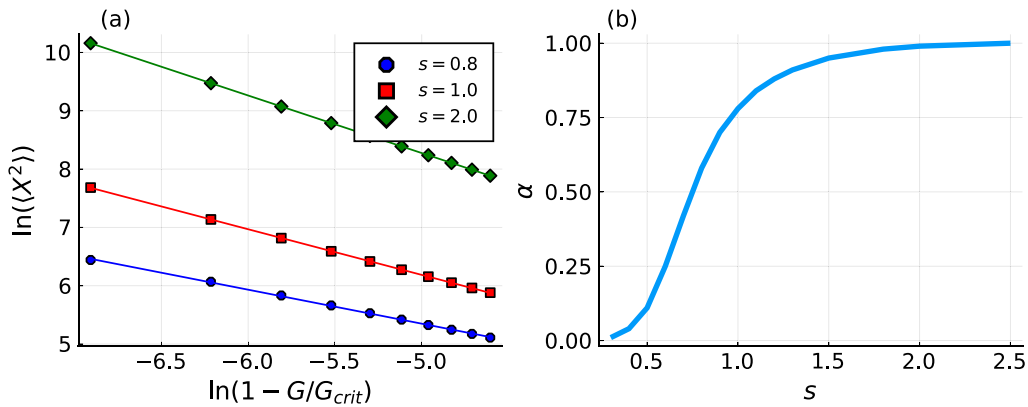 (a)
ln(⟨X²⟩)
10
9
8
7
6
5
−6.5
−6.0
−5.5
−5.0
ln(1 − G/G_crit)
s = 0.8
s = 1.0
s = 2.0
(b)
α
1.00
0.75
0.50
0.25
0.00
0.5
1.0
1.5
2.0
2.5
s